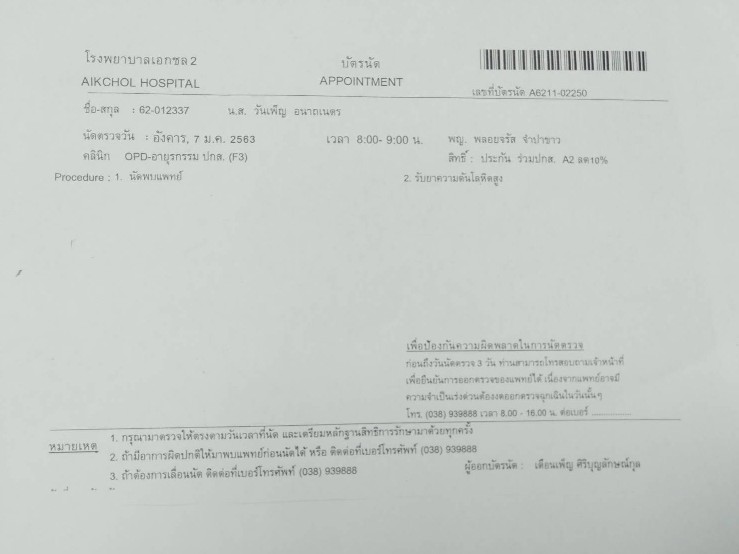 โรงพยาบาลเอกชล 2
AIKCHOL HOSPITAL
บัตรนัด
APPOINTMENT
เลขที่บัตรนัด A6211-02250
ชื่อ-สกุล : 62-012337 น.ส. วันเพ็ญ อนาถเนตร
นัดตรวจวัน : อังคาร, 7 ม.ค. 2563 เวลา 8:00- 9:00 น. พญ. พลอยจรัส จำปาขาว
คลินิก OPD-อายุรกรรม ปกส. (F3) สิทธิ์ : ประกัน ร่วมปกส. A2 ลด10%
Procedure : 1. นัดพบแพทย์ 2. รับยาความดันโลหิตสูง
เพื่อป้องกันความผิดพลาดในการนัดตรวจ
ก่อนถึงวันนัดตรวจ 3 วัน ท่านสามารถโทรสอบถามเจ้าหน้าที่
เพื่อยืนยันการออกตรวจของแพทย์ได้ เนื่องจากแพทย์อาจมี
ความจำเป็นเร่งด่วนต้องงดออกตรวจฉุกเฉินในวันนั้นๆ
โทร. (038) 939888 เวลา 8.00 - 16.00 น. ต่อเบอร์ ................
หมายเหตุ 1. กรุณามาตรวจให้ตรงตามวันเวลาที่นัด และเตรียมหลักฐานสิทธิการรักษามาด้วยทุกครั้ง
2. ถ้ามีอาการผิดปกติให้มาพบแพทย์ก่อนนัดได้ หรือ ติดต่อที่เบอร์โทรศัพท์ (038) 939888
3. ถ้าต้องการเลื่อนนัด ติดต่อที่เบอร์โทรศัพท์ (038) 939888 ผู้ออกบัตรนัด : เดือนเพ็ญ ศิริบุญลักษณ์กุล